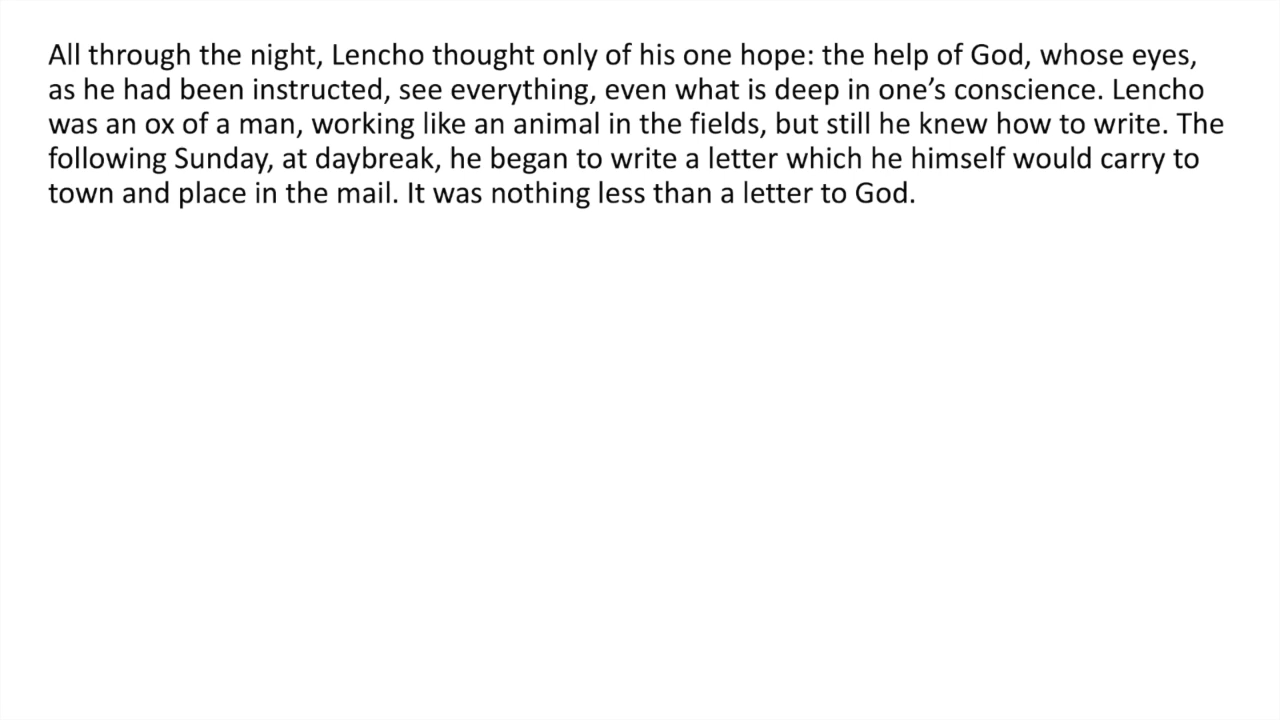 All through the night, Lencho thought only of his one hope: the help of God, whose eyes,
as he had been instructed, see everything, even what is deep in one’s conscience. Lencho
was an ox of a man, working like an animal in the fields, but still he knew how to write. The
following Sunday, at daybreak, he began to write a letter which he himself would carry to
town and place in the mail. It was nothing less than a letter to God.